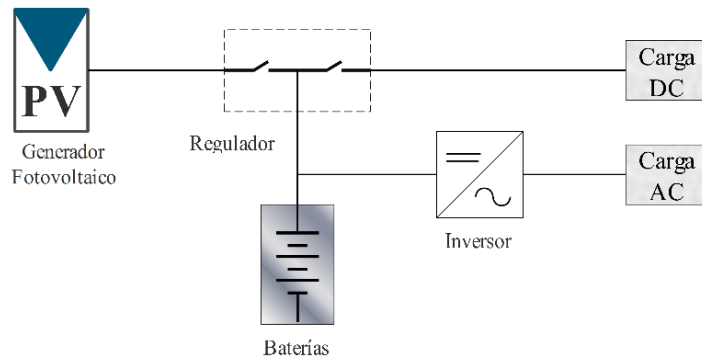 PV
Generador
Fotovoltaico
Regulador
Baterías
Inversor
Carga
DC
Carga
AC